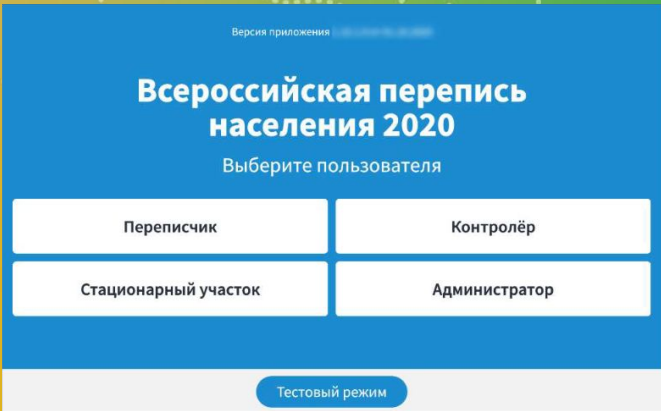 Версия приложения
Всероссийская перепись
населения 2020
Выберите пользователя
Переписчик
Контролёр
Стационарный участок
Администратор
Тестовый режим